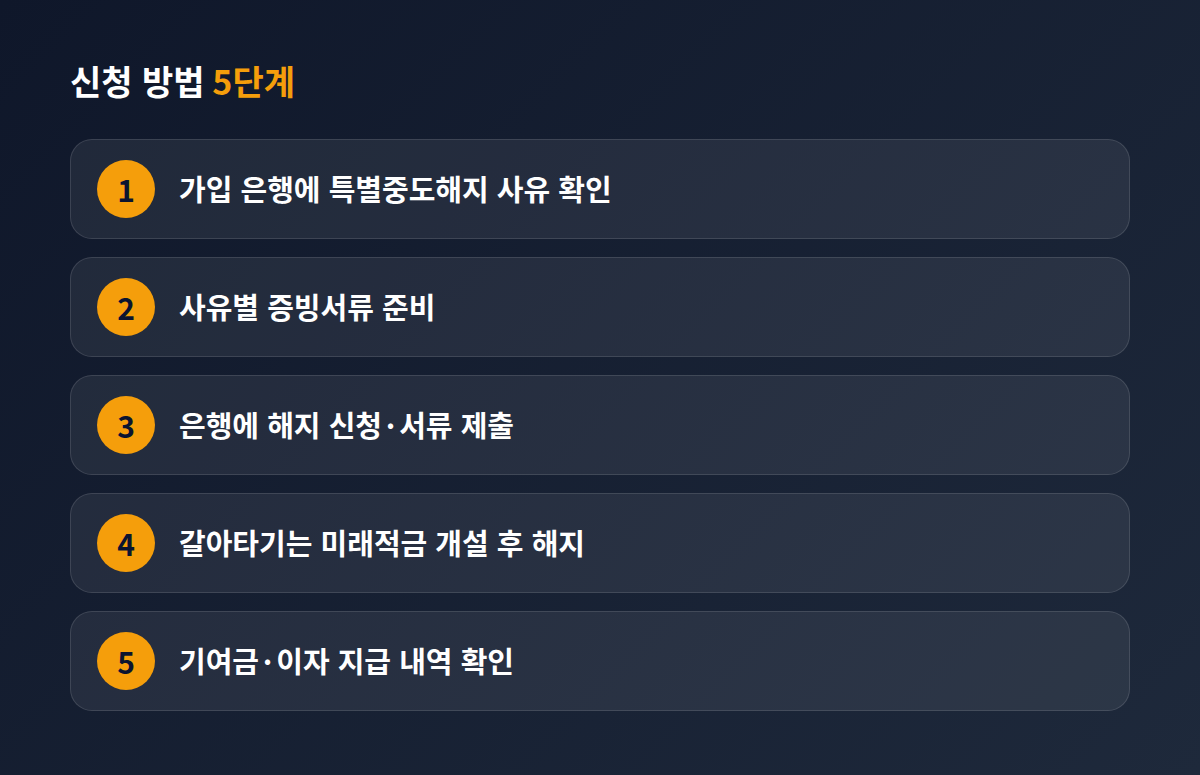 신청 방법 5단계
1 가입 은행에 특별중도해지 사유 확인
2 사유별 증빙서류 준비
3 은행에 해지 신청·서류 제출
4 갈아타기는 미래적금 개설 후 해지
5 기여금·이자 지급 내역 확인